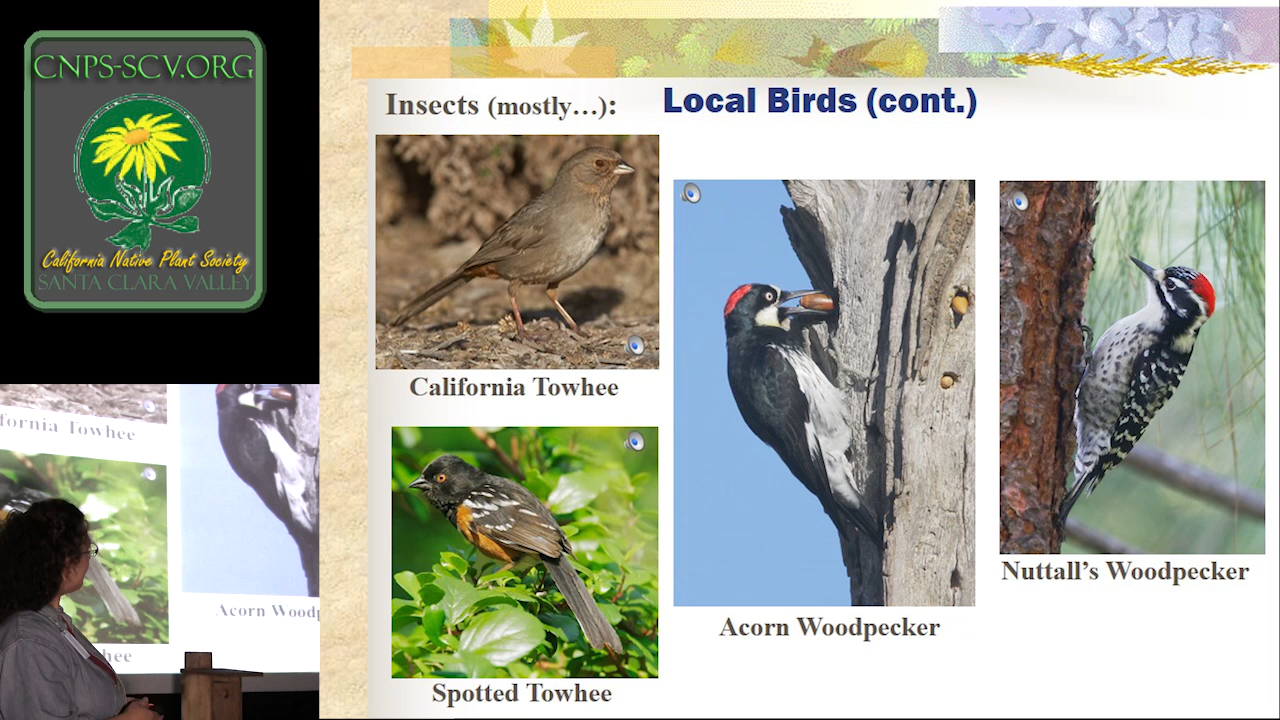 CNPS-SCV.ORG
California Native Plant Society
SANTA CLARA VALLEY
Insects (mostly…):
Local Birds (cont.)
California Towhee
Spotted Towhee
Acorn Woodpecker
Nuttall's Woodpecker
fornia Towhee
Acorn Woodp
hee